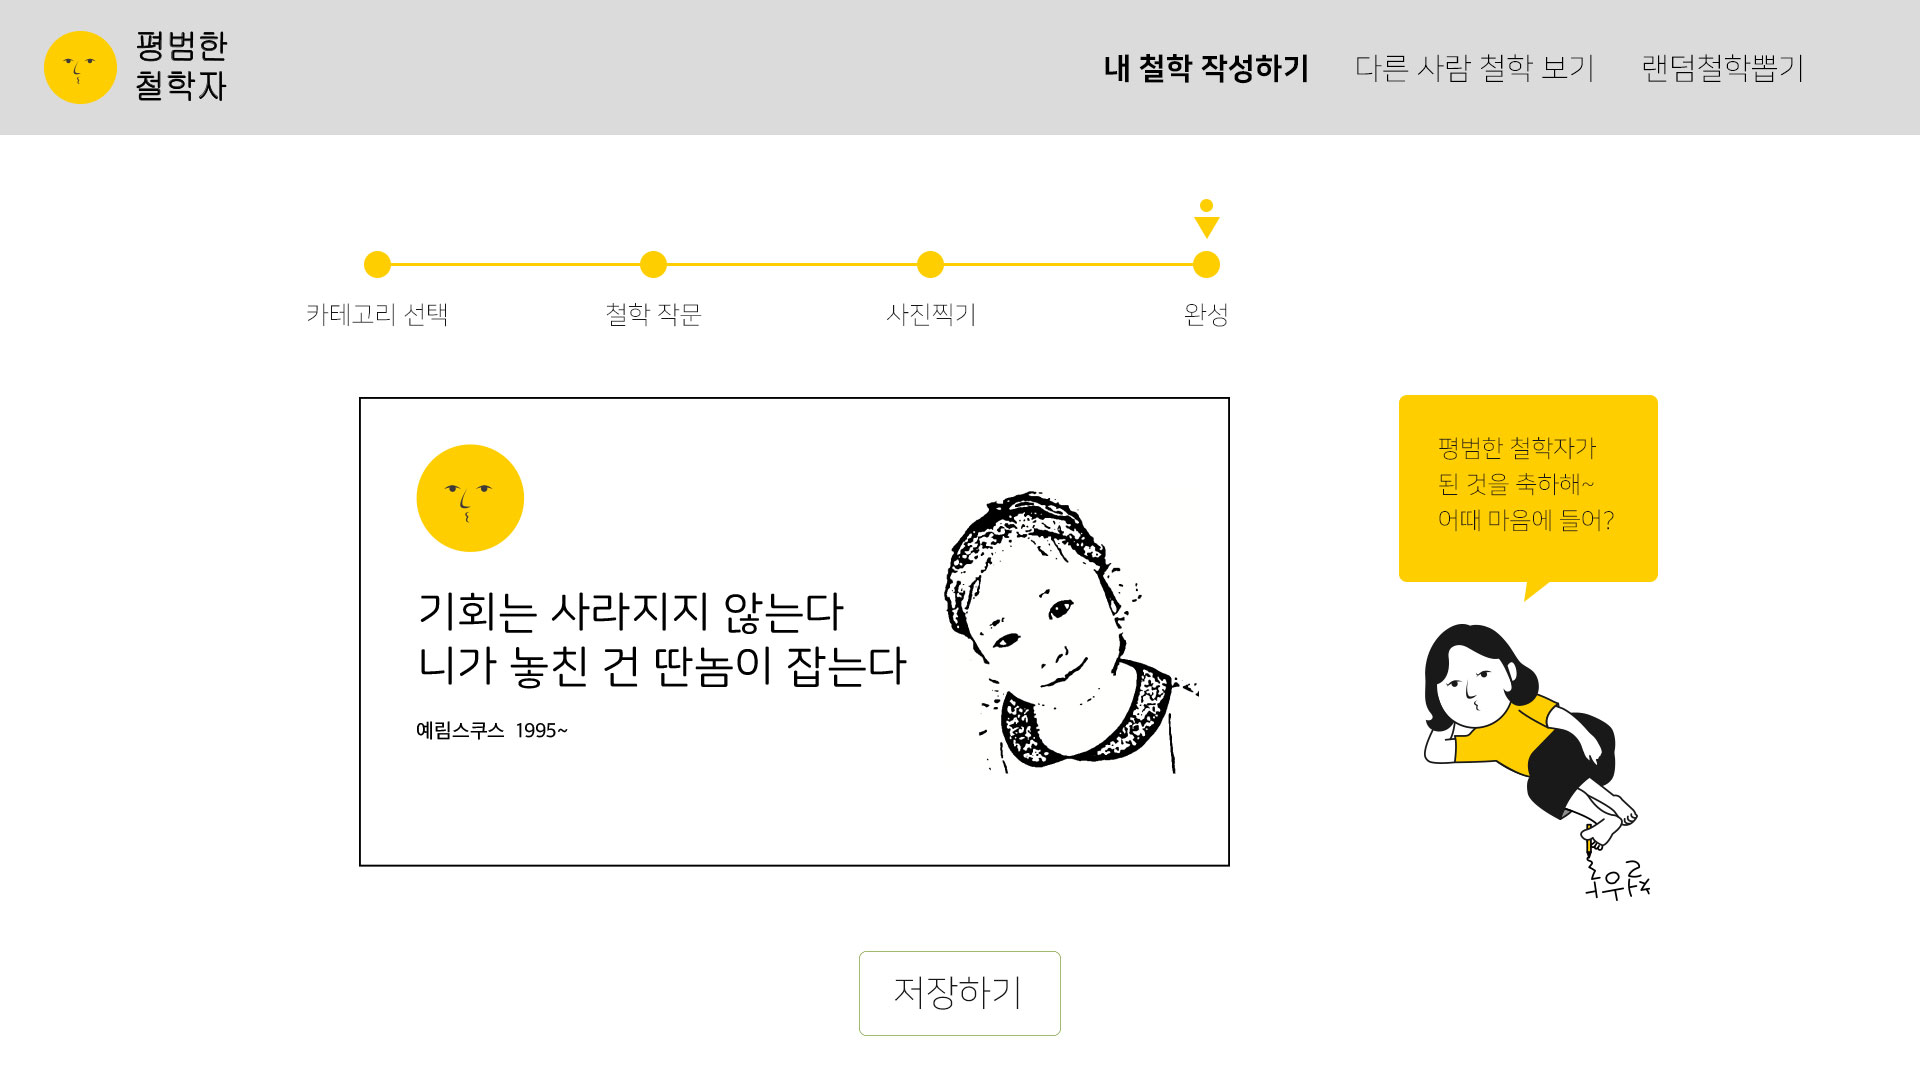 평범한
철학자
내 철학 작성하기
다른 사람 철학 보기
랜덤철학뽑기
카테고리 선택
철학 작문
사진찍기
완성
기회는 사라지지 않는다
니가 놓친 건 딴놈이 잡는다
예림스쿠스 1995~
평범한 철학자가
된 것을 축하해~
어때 마음에 들어?
저장하기